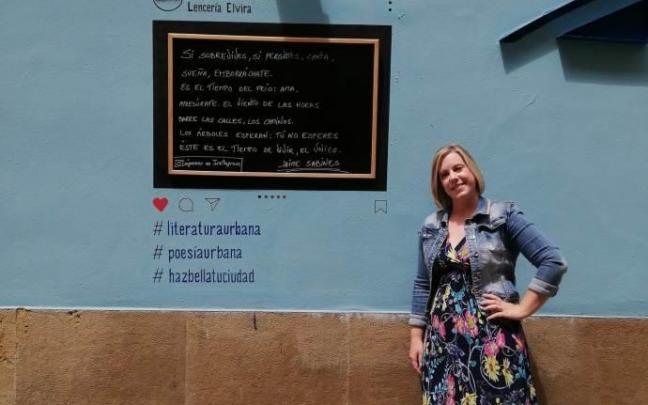 Lencería Elvira
SI SOBREVIVES, SI PERSISTES, CANTA,
SUEÑA, EMBORRÁCHATE.
ES EL TIEMPO DEL FRÍO: AMA,
APRESÚRATE. EL VIENTO DE LAS HORAS
BARRE LAS CALLES, LOS CAMINOS.
LOS ÁRBOLES ESPERAN: TÚ NO ESPERES
ÉSTE ES EL TIEMPO DE VIVIR, EL ÚNICO.
JAIME SABINES
# literaturaurbana
# poesíaurbana
# hazbellatuciudad